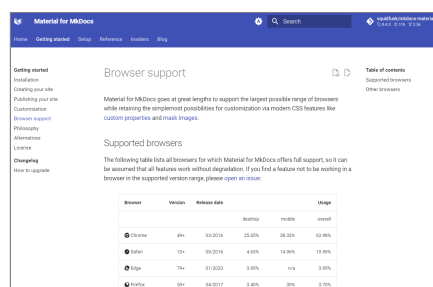 Material for MkDocs
Search
squidfunk/mkdocs-material
Home Getting started Setup Reference Insiders Blog
Getting started
Installation
Creating your site
Publishing your site
Customization
Browser support
Philosophy
Alternatives
License
Changelog
How to upgrade
Browser support
Material for MkDocs goes at great lengths to support the largest possible range of browsers
while retaining the simplemost possibilities for customization via modern CSS features like
custom properties and mask images.
Supported browsers
The following table lists all browsers for which Material for MkDocs offers full support, so it can
be assumed that all features work without degradation. If you find a feature not to be working in a
browser in the supported version range, please open an issue:
Browser Version Release date Usage
desktop mobile overall
Chrome 49+ 03/2016 25.65% 38.33% 63.98%
Safari 10+ 09/2016 4.63% 14.96% 19.59%
Edge 79+ 01/2020 3.95% n/a 3.95%
Firefox 53+ 04/2017 3.40% .30% 3.70%
Table of contents
Supported browsers
Other browsers